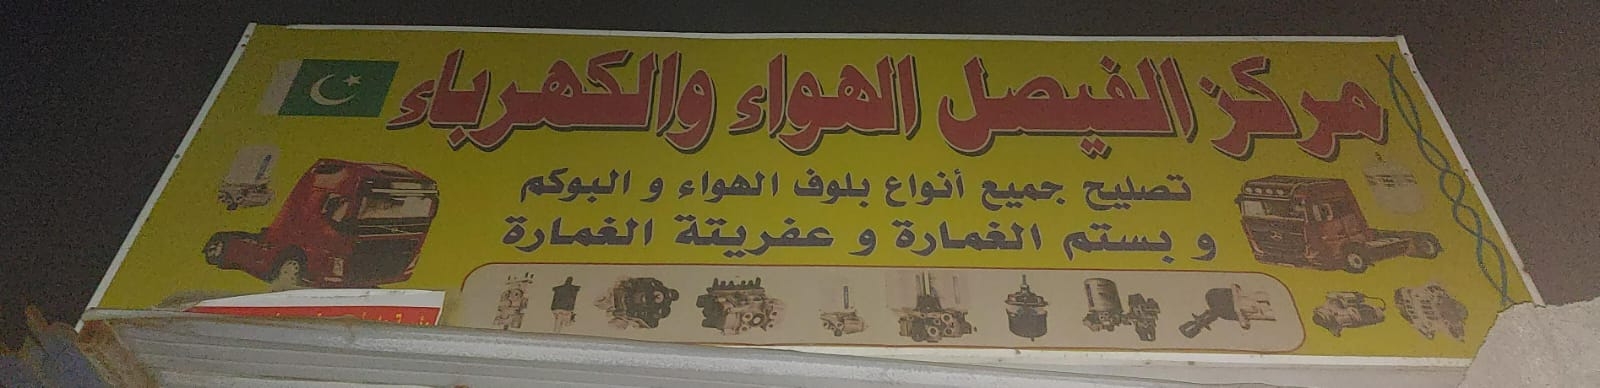 مركز الفيصل الهواء والكهرباء
تصليح جميع أنواع بلوف الهواء و البوكم
و بستم الغمارة و عفريتة الغمارة